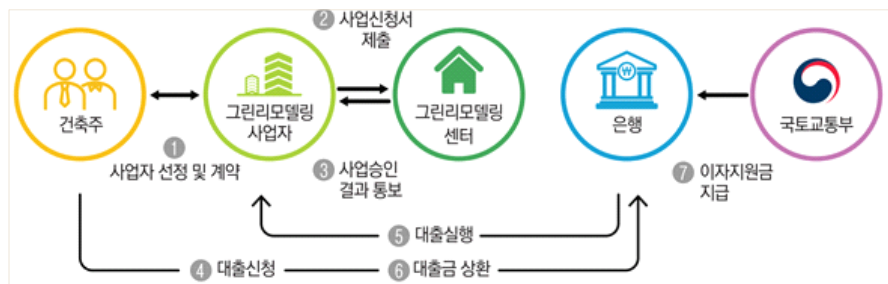 ② 사업신청서
제출
건축주
그린리모델링
사업자
그린리모델링
센터
₩
은행
국토교통부
①
사업자 선정 및 계약
③ 사업승인
결과 통보
⑦ 이자지원금
지급
⑤ 대출실행
④ 대출신청
⑥ 대출금 상환